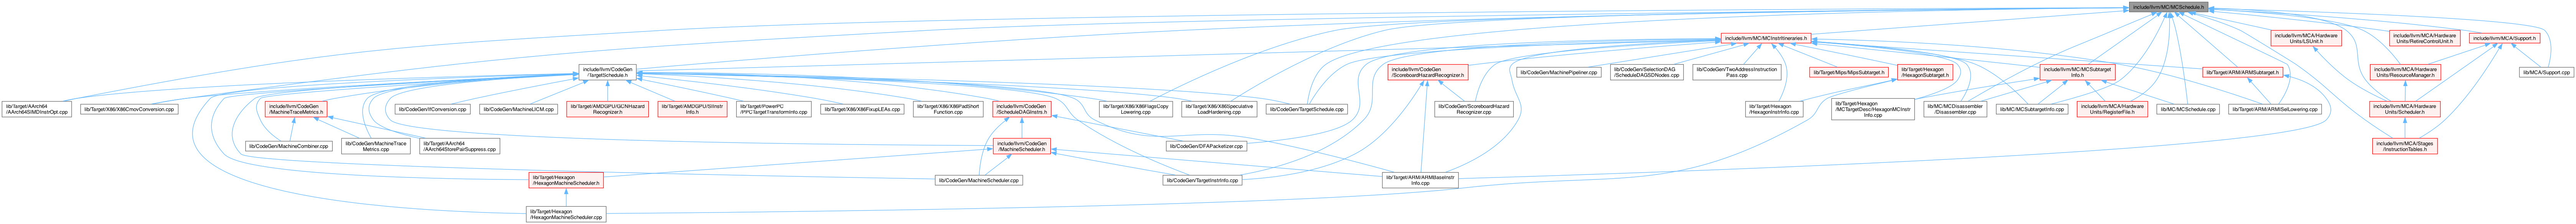 include/llvm/MC/MCSchedule.h
include/llvm/MC/MCInstrItineraries.h
include/llvm/MCA/Hardware
Units/LSUnit.h
include/llvm/MCA/Hardware
Units/RetireControlUnit.h
include/llvm/MCA/Support.h
include/llvm/CodeGen
/TargetSchedule.h
include/llvm/CodeGen
/ScoreboardHazardRecognizer.h
lib/CodeGen/MachinePipeliner.cpp
lib/CodeGen/SelectionDAG
/ScheduleDAGSDNodes.cpp
lib/CodeGen/TwoAddressInstruction
Pass.cpp
lib/Target/Mips/MipsSubtarget.h
lib/Target/Hexagon
/HexagonSubtarget.h
include/llvm/MC/MCSubtarget
Info.h
lib/Target/ARM/ARMSubtarget.h
include/llvm/MCA/Hardware
Units/ResourceManager.h
lib/MCA/Support.cpp
lib/Target/AArch64
/AArch64SIMDInstrOpt.cpp
lib/Target/X86/X86CmovConversion.cpp
include/llvm/CodeGen
/MachineTraceMetrics.h
lib/CodeGen/IfConversion.cpp
lib/CodeGen/MachineLICM.cpp
lib/Target/AMDGPU/GCNHazard
Recognizer.h
lib/Target/AMDGPU/SIInstr
Info.h
lib/Target/PowerPC
/PPCTargetTransformInfo.cpp
lib/Target/X86/X86FixupLEAs.cpp
lib/Target/X86/X86PadShort
Function.cpp
include/llvm/CodeGen
/ScheduleDAGInstrs.h
lib/Target/X86/X86FlagsCopy
Lowering.cpp
lib/Target/X86/X86Speculative
LoadHardening.cpp
lib/CodeGen/TargetSchedule.cpp
lib/CodeGen/ScoreboardHazard
Recognizer.cpp
lib/Target/Hexagon
/HexagonInstrInfo.cpp
lib/Target/Hexagon
/MCTargetDesc/HexagonMCInstr
Info.cpp
lib/MC/MCDisassembler
/Disassembler.cpp
lib/MC/MCSubtargetInfo.cpp
include/llvm/MCA/Hardware
Units/RegisterFile.h
lib/MC/MCSchedule.cpp
lib/Target/ARM/ARMISelLowering.cpp
include/llvm/MCA/Hardware
Units/Scheduler.h
lib/CodeGen/MachineCombiner.cpp
lib/CodeGen/MachineTrace
Metrics.cpp
lib/Target/AArch64
/AArch64StorePairSuppress.cpp
include/llvm/CodeGen
/MachineScheduler.h
lib/CodeGen/DFAPacketizer.cpp
include/llvm/MCA/Stages
/InstructionTables.h
lib/Target/Hexagon
/HexagonMachineScheduler.h
lib/CodeGen/MachineScheduler.cpp
lib/CodeGen/TargetInstrInfo.cpp
lib/Target/ARM/ARMBaseInstr
Info.cpp
lib/Target/Hexagon
/HexagonMachineScheduler.cpp